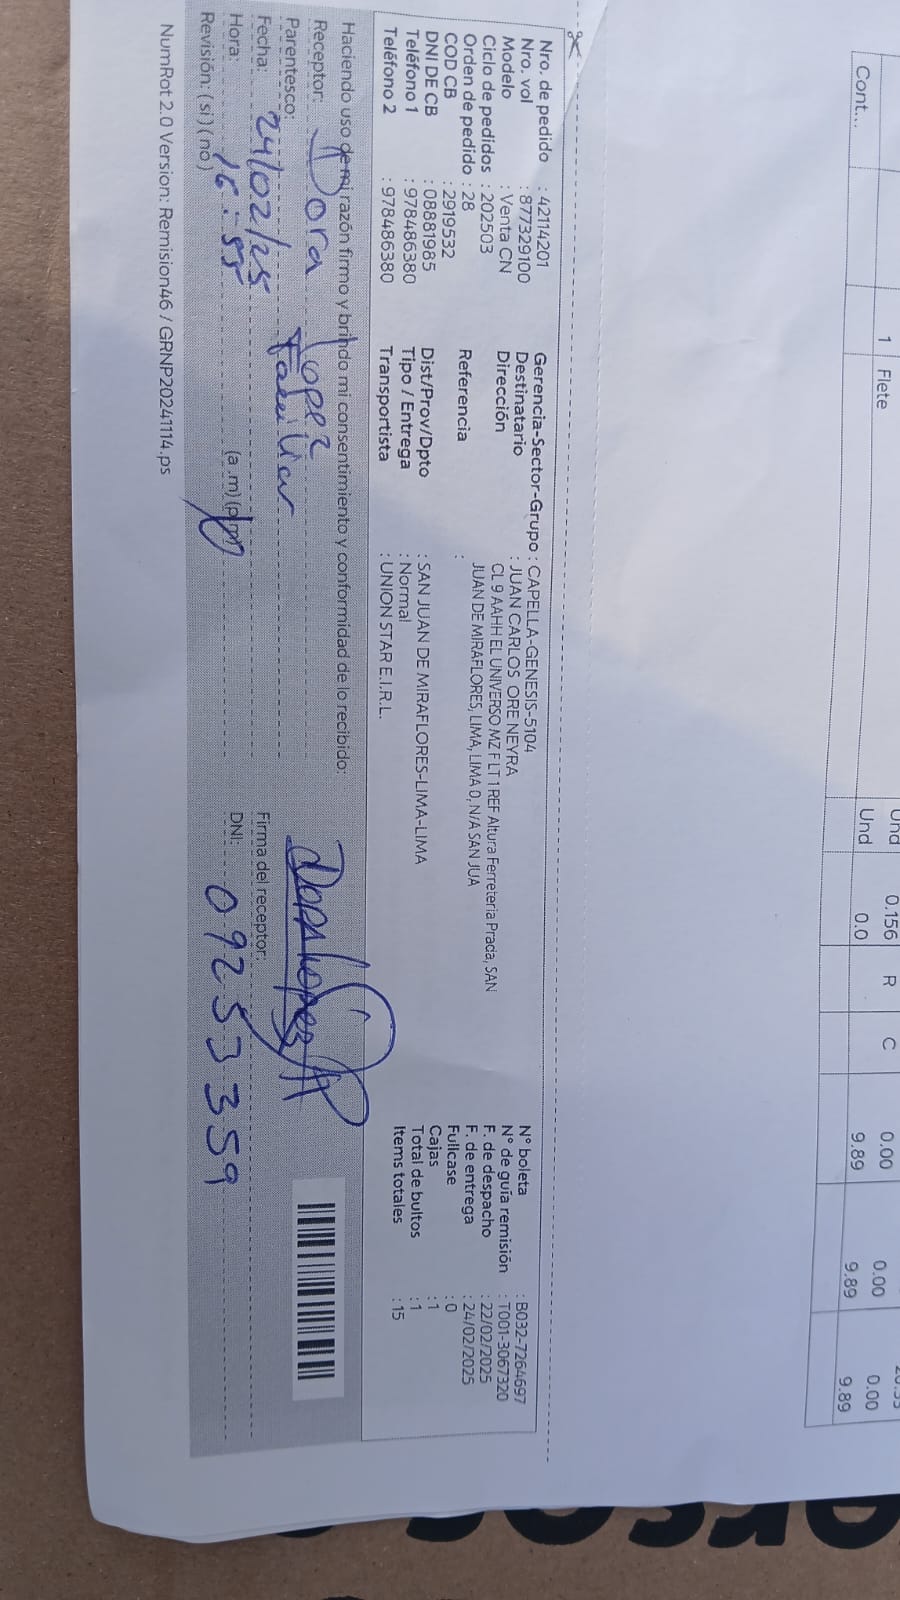 1 Flete Und 0.156 R C 0.00 0.00 0.00
Cont... Und 0.0 9.89 9.89 9.89
Nro. de pedido : 42114201
Nro. vol : 877329100
Modelo : Venta CN
Ciclo de pedidos : 202503
Orden de pedido : 28
COD CB : 2919532
DNI DE CB : 08881985
Teléfono 1 : 978486380
Teléfono 2 : 978486380
Gerencia-Sector-Grupo : CAPELLA-GENESIS-5104
Destinatario : JUAN CARLOS ORE NEYRA
Dirección CL 9 AAHH EL UNIVERSO MZ F LT 1 REF Altura Ferreteria Prada, SAN
JUAN DE MIRAFLORES, LIMA, LIMA 0, N/A SAN JUA
Referencia :
Dist/Prov/Dpto : SAN JUAN DE MIRAFLORES-LIMA-LIMA
Tipo / Entrega : Normal
Transportista : UNION STAR E.I.R.L.
N° boleta : B032-7264697
N° de guía remisión : T001-3067320
F. de despacho : 22/02/2025
F. de entrega : 24/02/2025
Fullcase : 0
Cajas : 1
Total de bultos : 1
Items totales : 15
Haciendo uso de mi razón firmo y brindo mi consentimiento y conformidad de lo recibido:
Receptor: Dora Lopez
Parentesco: Familiar
Fecha: 24/02/25
Hora: 16:55 (a.m) (p.m)
Revisión: ( si ) ( no )
Dora Lopez
Firma del receptor:
DNI: 09253359
NumRot 2.0 Version: Remision46 / GRNP20241114.ps